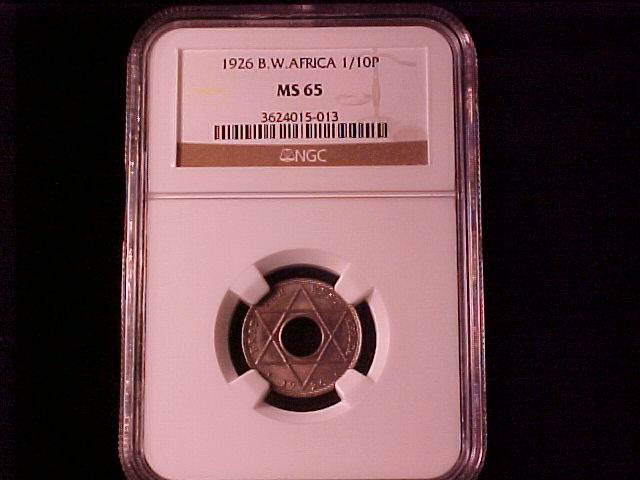 1926 B.W.AFRICA 1/10P
MS 65
3624015-013
NGC